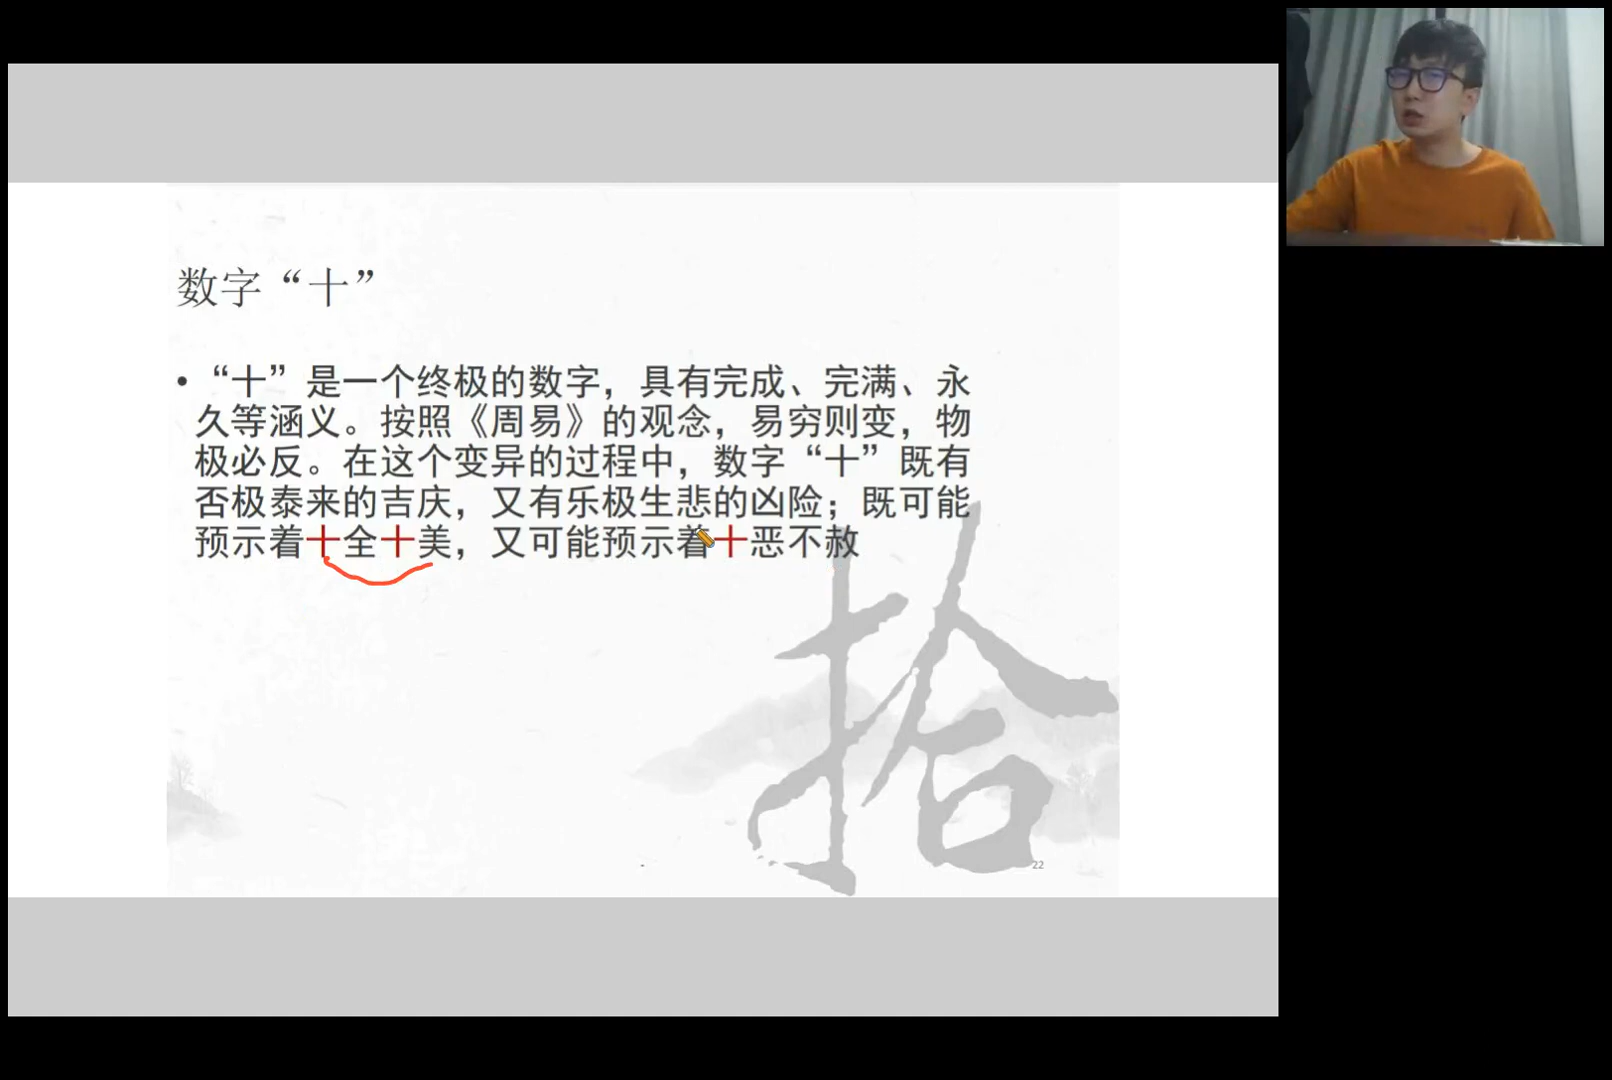 数字“十”
• “十”是一个终极的数字，具有完成、完满、永
久等涵义。按照《周易》的观念，易穷则变，物
极必反。在这个变异的过程中，数字“十”既有
否极泰来的吉庆，又有乐极生悲的凶险；既可能
预示着十全十美，又可能预示着十恶不赦
拾
22